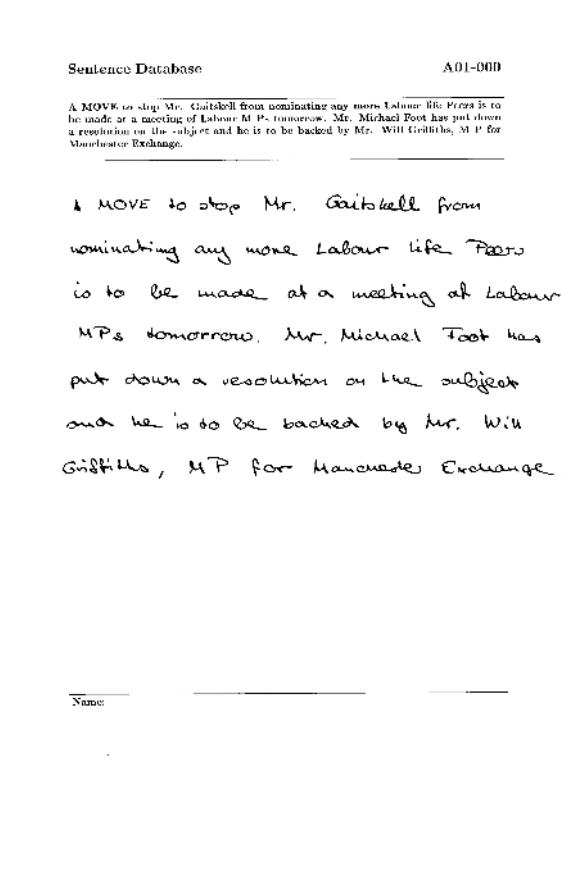 Sentence Database A01-000
A MOVE to stop Mr. Gaitskell from nominating any more Labour life Peers is to
be made at a meeting of Labour M Ps tomorrow. Mr. Michael Foot has put down
a resolution on the subject and he is to be backed by Mr. Will Griffiths, M P for
Manchester Exchange.
A MOVE to stop Mr. Gaitskell from
nominating any more Labour life Peers
is to be made at a meeting of Labour
MPs tomorrow. Mr. Michael Foot has
put down a resolution on the subject
and he is to be backed by Mr. Will
Griffiths, MP for Manchester Exchange
Name: